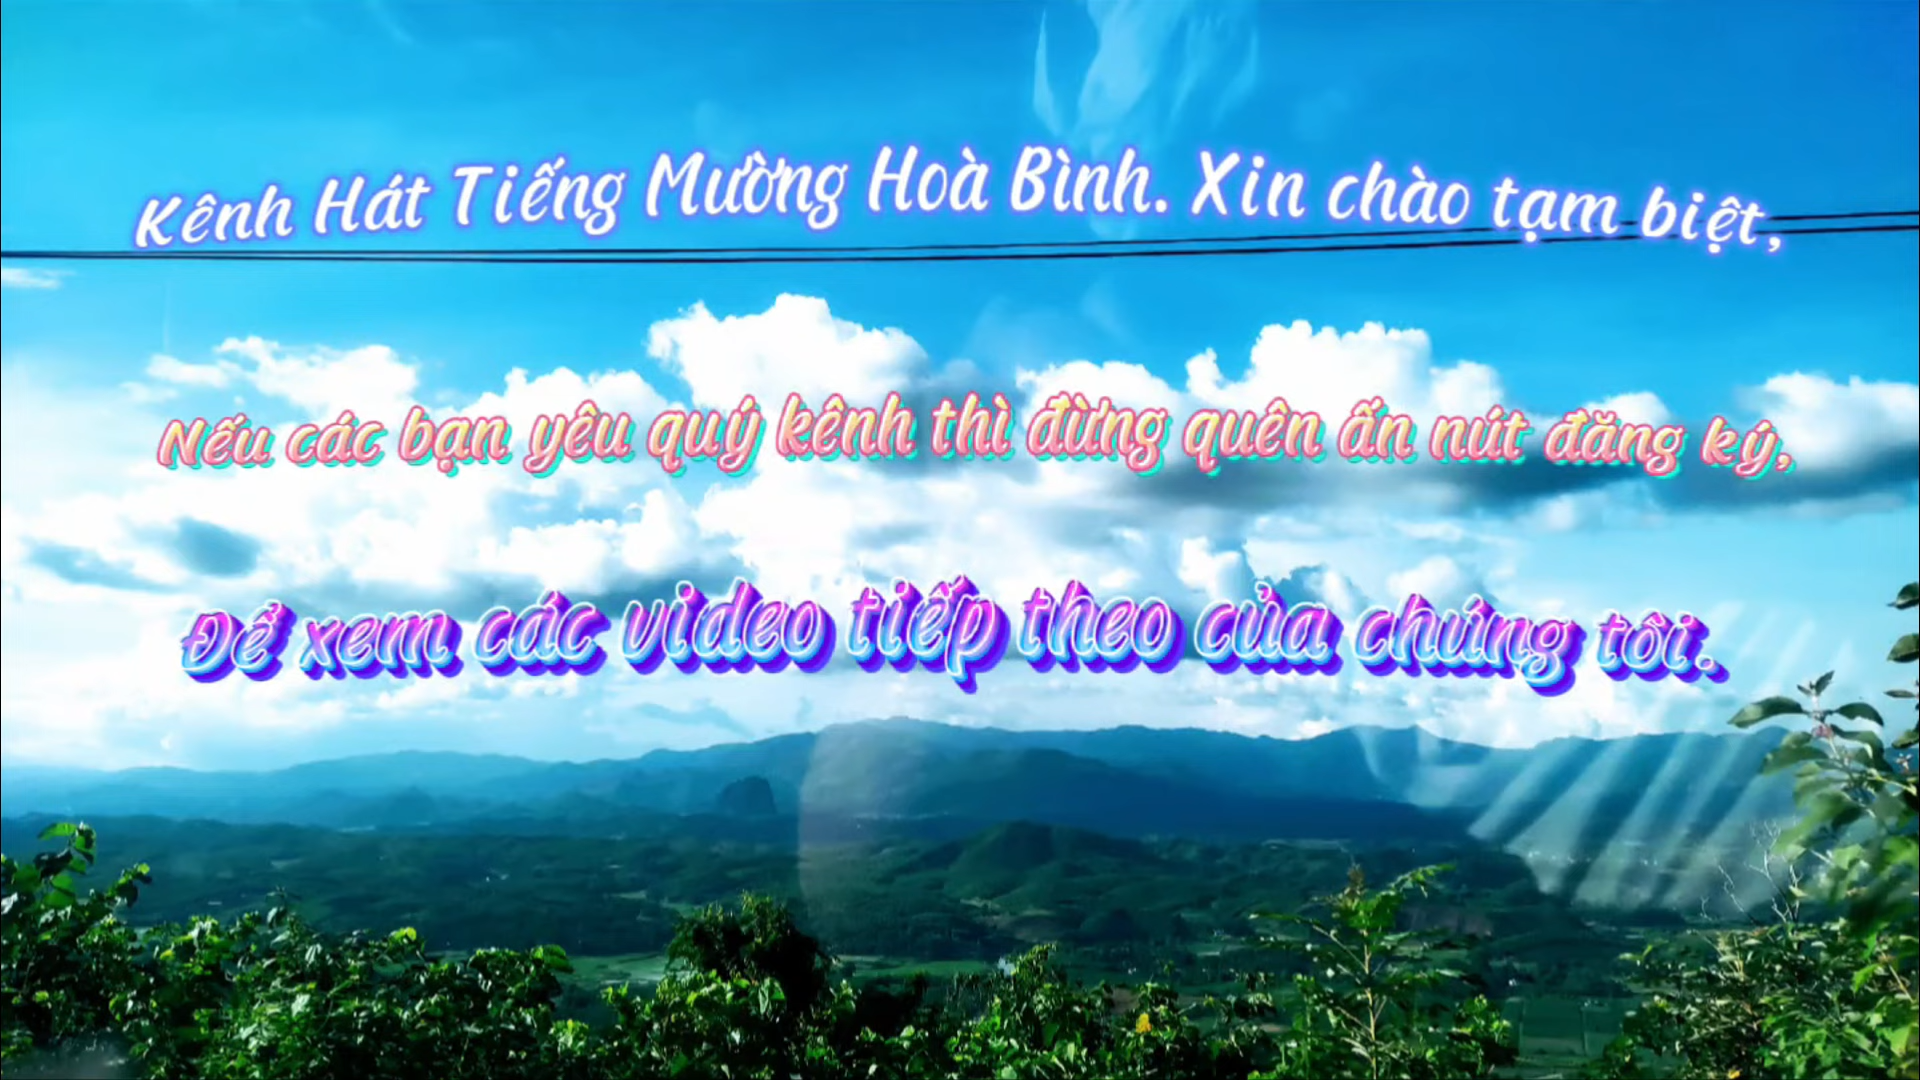 Kênh Hát Tiếng Mường Hoà Bình. Xin chào tạm biệt,
Nếu các bạn yêu quý kênh thì đừng quên ấn nút đăng ký,
Để xem các video tiếp theo của chúng tôi.